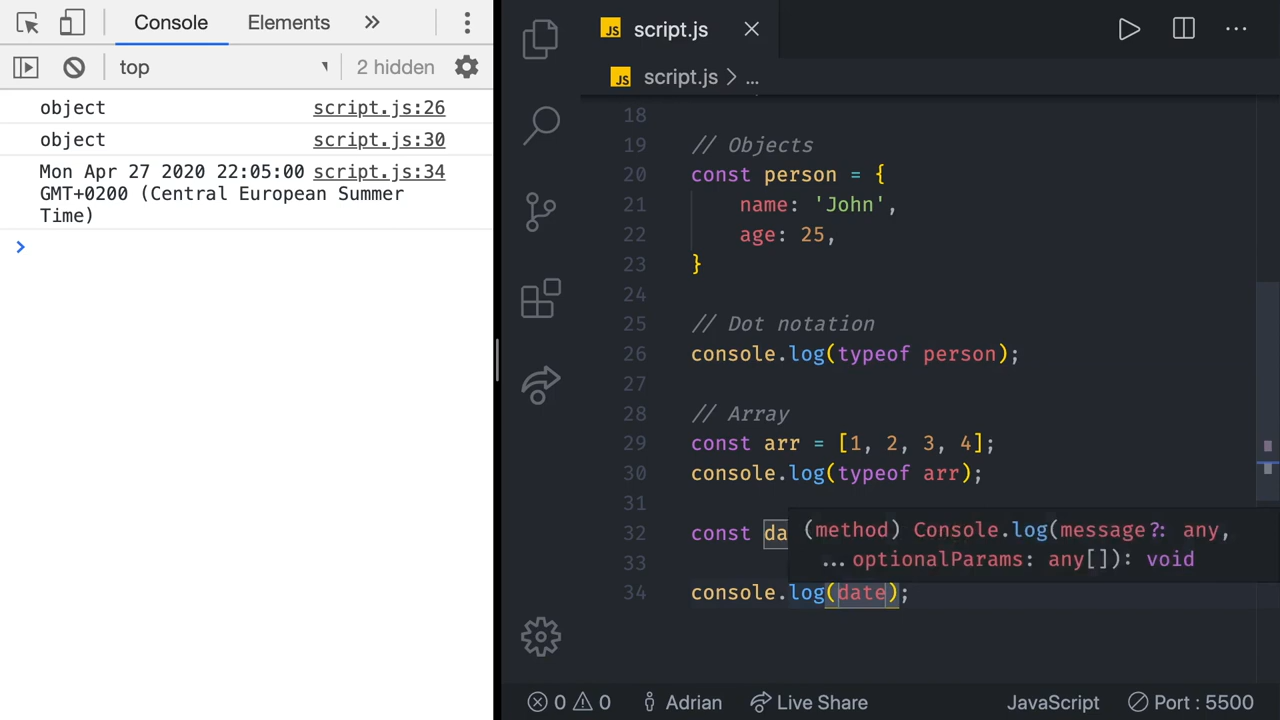 Console
Elements
top
2 hidden
object script.js:26
object script.js:30
Mon Apr 27 2020 22:05:00 script.js:34
GMT+0200 (Central European Summer
Time)
JS script.js
JS script.js > ...
18
19 // Objects
20 const person = {
21 name: 'John',
22 age: 25,
23 }
24
25 // Dot notation
26 console.log(typeof person);
27
28 // Array
29 const arr = [1, 2, 3, 4];
30 console.log(typeof arr);
31
32 const da
(method) Console.log(message?: any,
...optionalParams: any[]): void
33
34 console.log(date);
0 0 Adrian Live Share JavaScript Port : 5500